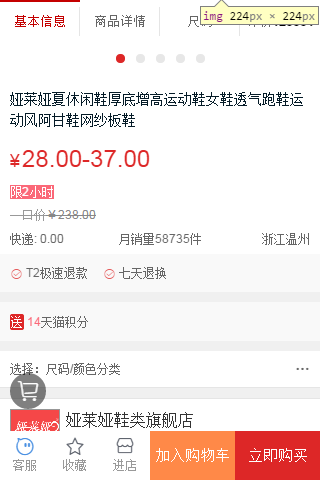 img 224px × 224px
基本信息
商品详情
娅莱娅夏休闲鞋厚底增高运动鞋女鞋透气跑鞋运
动风阿甘鞋网纱板鞋
¥28.00-37.00
限2小时
一口价¥238.00
快递: 0.00 月销量58735件 浙江温州
T2极速退款 七天退换
送 14天猫积分
选择: 尺码/颜色分类 ···
娅莱娅
娅莱娅鞋类旗舰店
客服 收藏 进店 加入购物车 立即购买